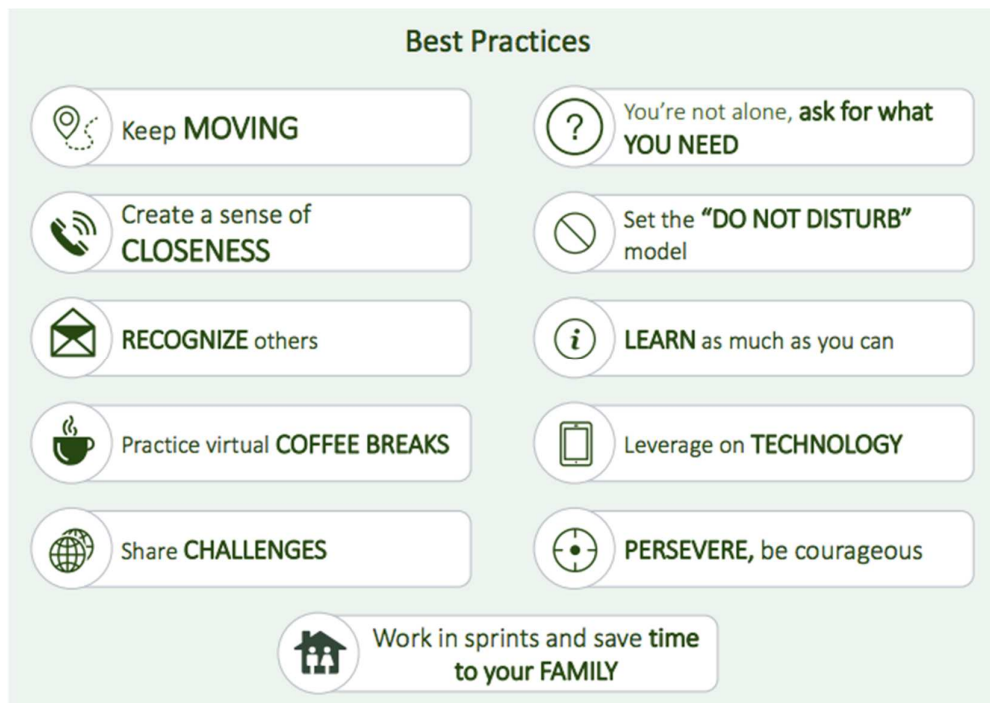 Best Practices
Keep MOVING
Create a sense of
CLOSENESS
RECOGNIZE others
Practice virtual COFFEE BREAKS
Share CHALLENGES
?
You’re not alone, ask for what
YOU NEED
Set the “DO NOT DISTURB”
model
i
LEARN as much as you can
Leverage on TECHNOLOGY
PERSEVERE, be courageous
Work in sprints and save time
to your FAMILY